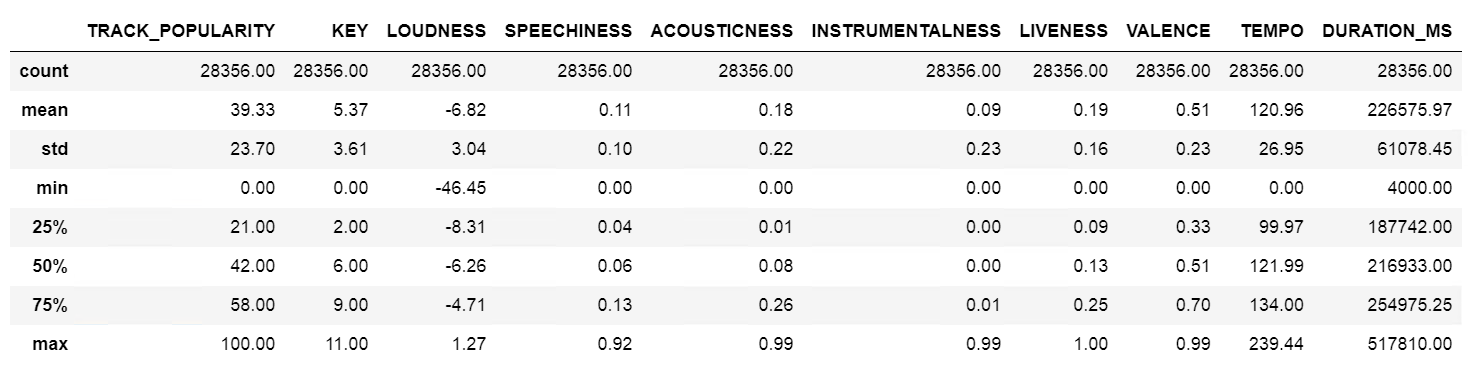 TRACK_POPULARITY KEY LOUDNESS SPEECHINESS ACOUSTICNESS INSTRUMENTALNESS LIVENESS VALENCE TEMPO DURATION_MS
count 28356.00 28356.00 28356.00 28356.00 28356.00 28356.00 28356.00 28356.00 28356.00 28356.00
mean 39.33 5.37 -6.82 0.11 0.18 0.09 0.19 0.51 120.96 226575.97
std 23.70 3.61 3.04 0.10 0.22 0.23 0.16 0.23 26.95 61078.45
min 0.00 0.00 -46.45 0.00 0.00 0.00 0.00 0.00 0.00 4000.00
25% 21.00 2.00 -8.31 0.04 0.01 0.00 0.09 0.33 99.97 187742.00
50% 42.00 6.00 -6.26 0.06 0.08 0.00 0.13 0.51 121.99 216933.00
75% 58.00 9.00 -4.71 0.13 0.26 0.01 0.25 0.70 134.00 254975.25
max 100.00 11.00 1.27 0.92 0.99 0.99 1.00 0.99 239.44 517810.00